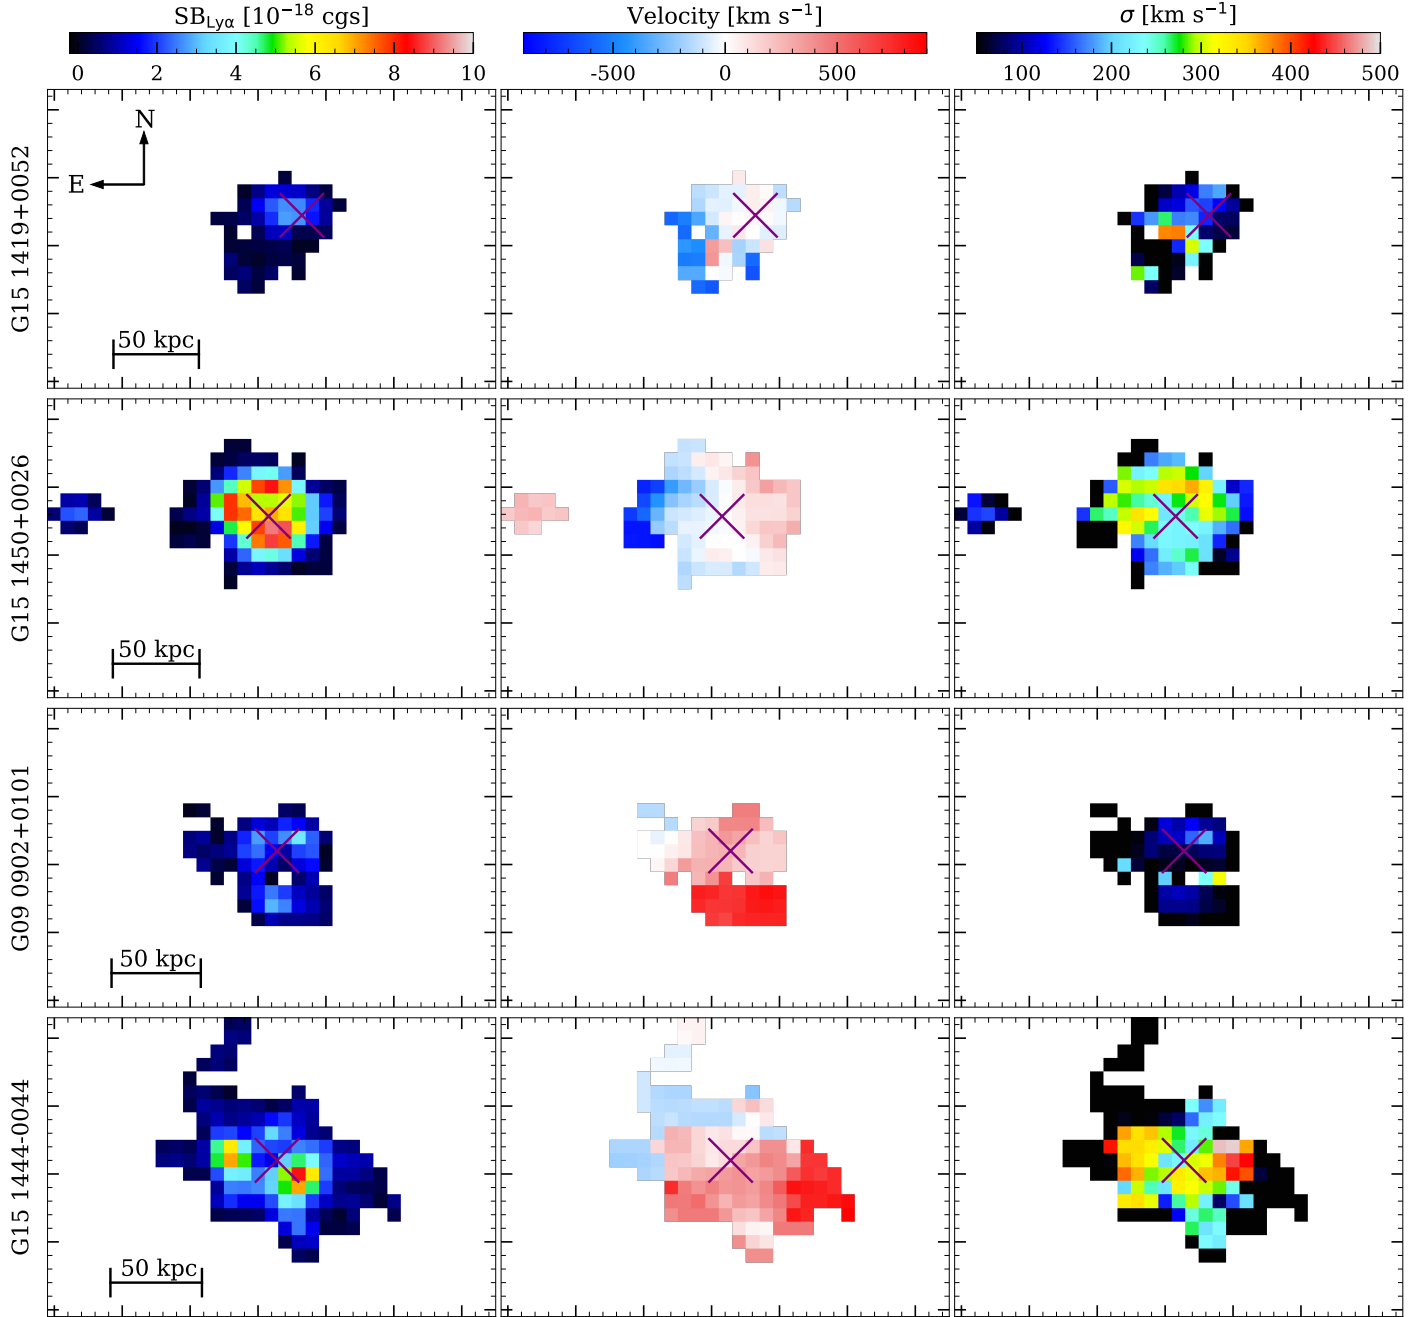 SB_Lyα [10⁻¹⁸ cgs]
Velocity [km s⁻¹]
σ [km s⁻¹]
0 2 4 6 8 10
-500 0 500
100 200 300 400 500
G15 1419+0052
N
E
50 kpc
G15 1450+0026
50 kpc
G09 0902+0101
50 kpc
G15 1444-0044
50 kpc